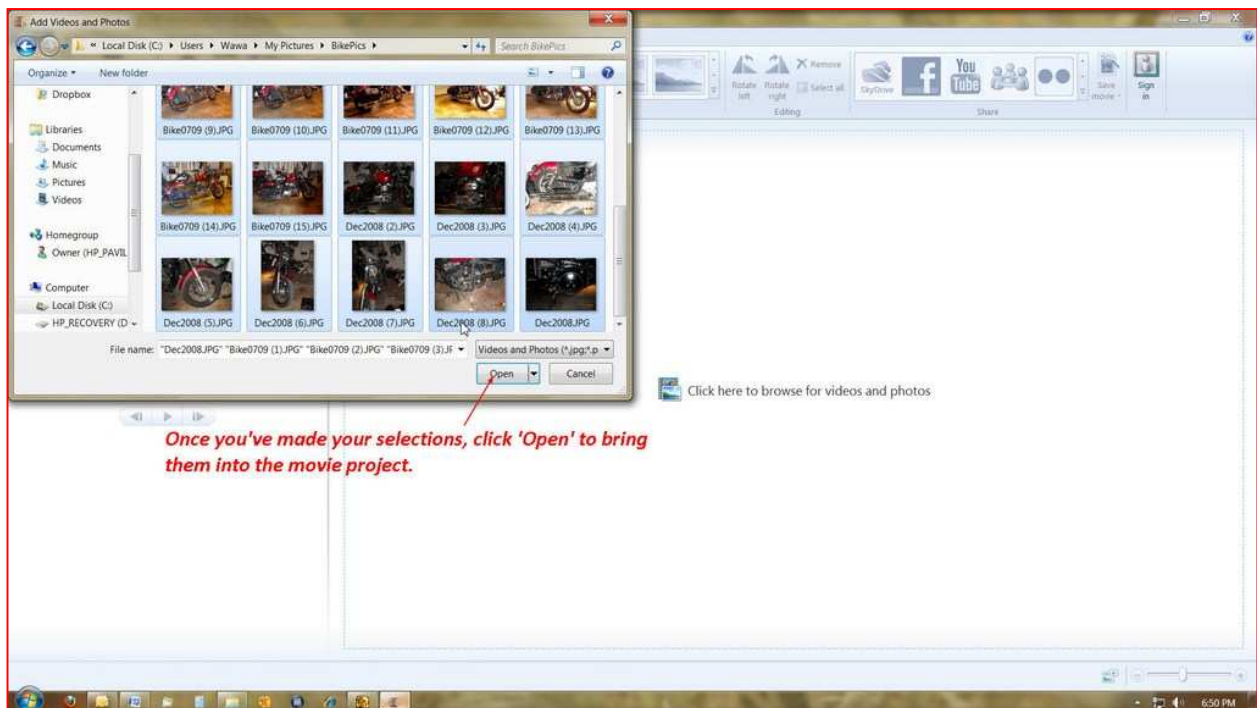 Add Videos and Photos
« Local Disk (C:) ▸ Users ▸ Wawa ▸ My Pictures ▸ BikePics ▸
Search BikePics
Organize
New folder
Dropbox
Libraries
Documents
Music
Pictures
Videos
Homegroup
Owner (HP_PAVIL
Computer
Local Disk (C:)
HP_RECOVERY (D
Bike0709 (9).JPG
Bike0709 (10).JPG
Bike0709 (11).JPG
Bike0709 (12).JPG
Bike0709 (13).JPG
Bike0709 (14).JPG
Bike0709 (15).JPG
Dec2008 (2).JPG
Dec2008 (3).JPG
Dec2008 (4).JPG
Dec2008 (5).JPG
Dec2008 (6).JPG
Dec2008 (7).JPG
Dec2008 (8).JPG
Dec2008.JPG
File name: "Dec2008.JPG" "Bike0709 (1).JPG" "Bike0709 (2).JPG" "Bike0709 (3).JF
Videos and Photos (*.jpg;*.p
Open
Cancel
Rotate left
Rotate right
Remove
Select all
Editing
SkyDrive
You Tube
Share
Save movie
Sign in
Click here to browse for videos and photos
Once you've made your selections, click 'Open' to bring
them into the movie project.
6:50 PM